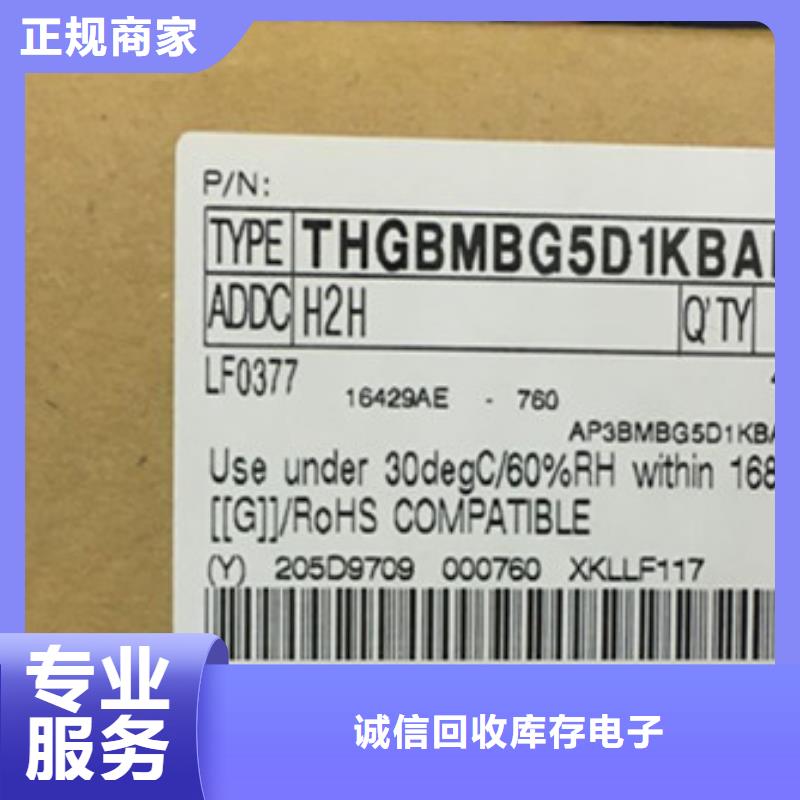 正规商家
P/N:
TYPE THGBMBG5D1KBA
ADDC H2H Q'TY
LF0377
16429AE - 760
AP3BMBG5D1KBA
Use under 30degC/60%RH within 168
[[G]]/RoHS COMPATIBLE
(Y) 205D9709 000760 XKLLF117
专业
服务
诚信回收库存电子